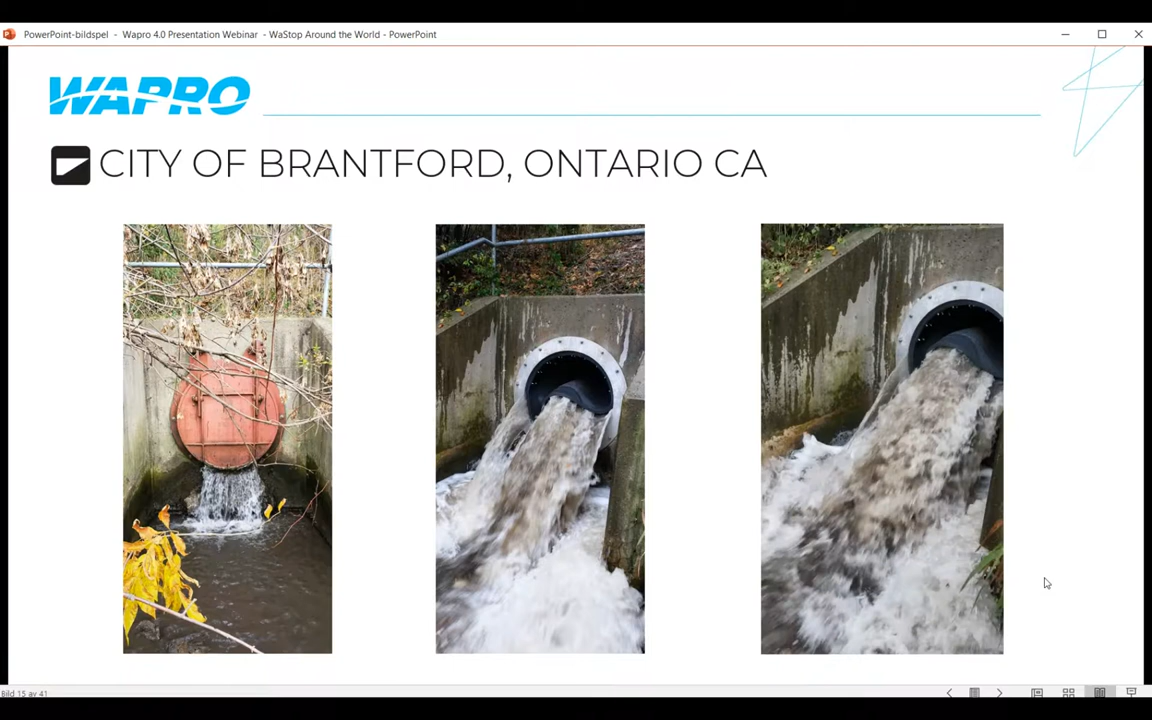 PowerPoint-bildspel - Wapro 4.0 Presentation Webinar - WaStop Around the World - PowerPoint
WAPRO
CITY OF BRANTFORD, ONTARIO CA
Bild 15 av 41